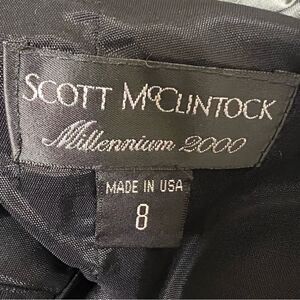 SCOTT McCLINTOCK
Millennium 2000
MADE IN USA
8